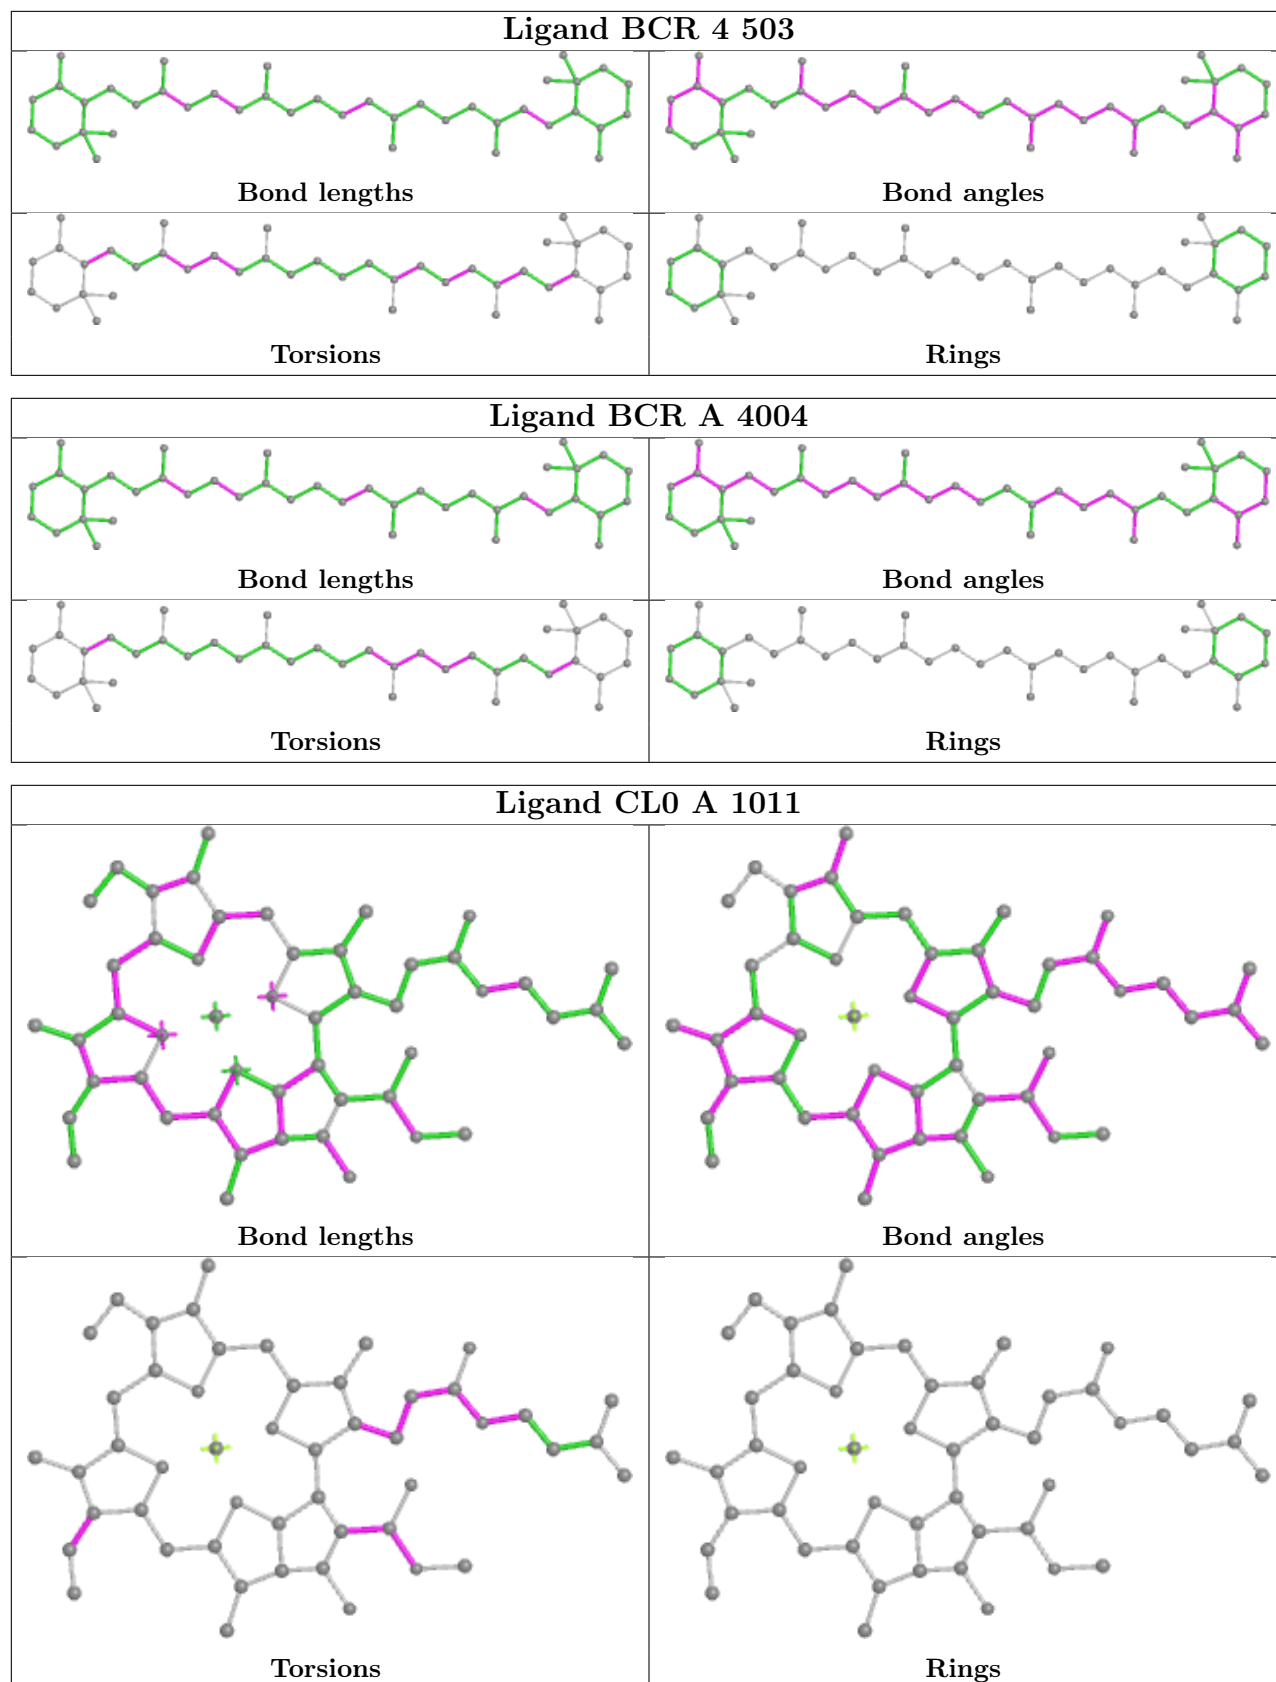 Ligand BCR 4 503
Bond lengths
Bond angles
Torsions
Rings
Ligand BCR A 4004
Bond lengths
Bond angles
Torsions
Rings
Ligand CL0 A 1011
Bond lengths
Bond angles
Torsions
Rings